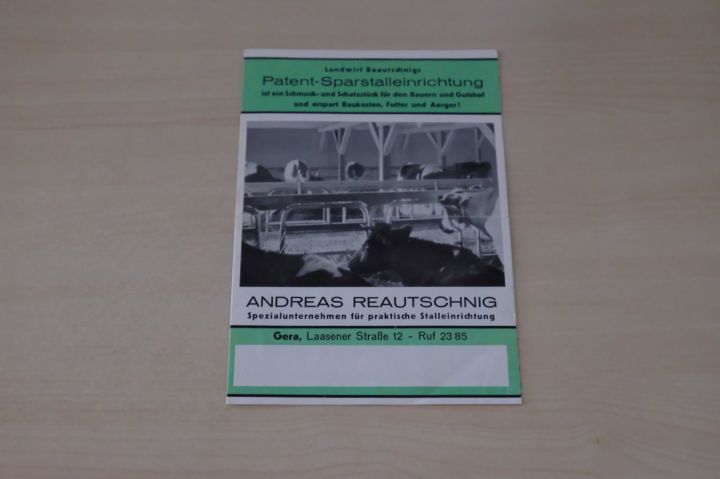 Landwirt Reautschnigs
Patent-Sparstalleinrichtung
ist ein Schmuck- und Schatzstück für den Bauern und Gutshof
und erspart Baukosten, Futter und Aerger!
ANDREAS REAUTSCHNIG
Spezialunternehmen für praktische Stalleinrichtung
Gera, Laasener Straße 12 - Ruf 23 85